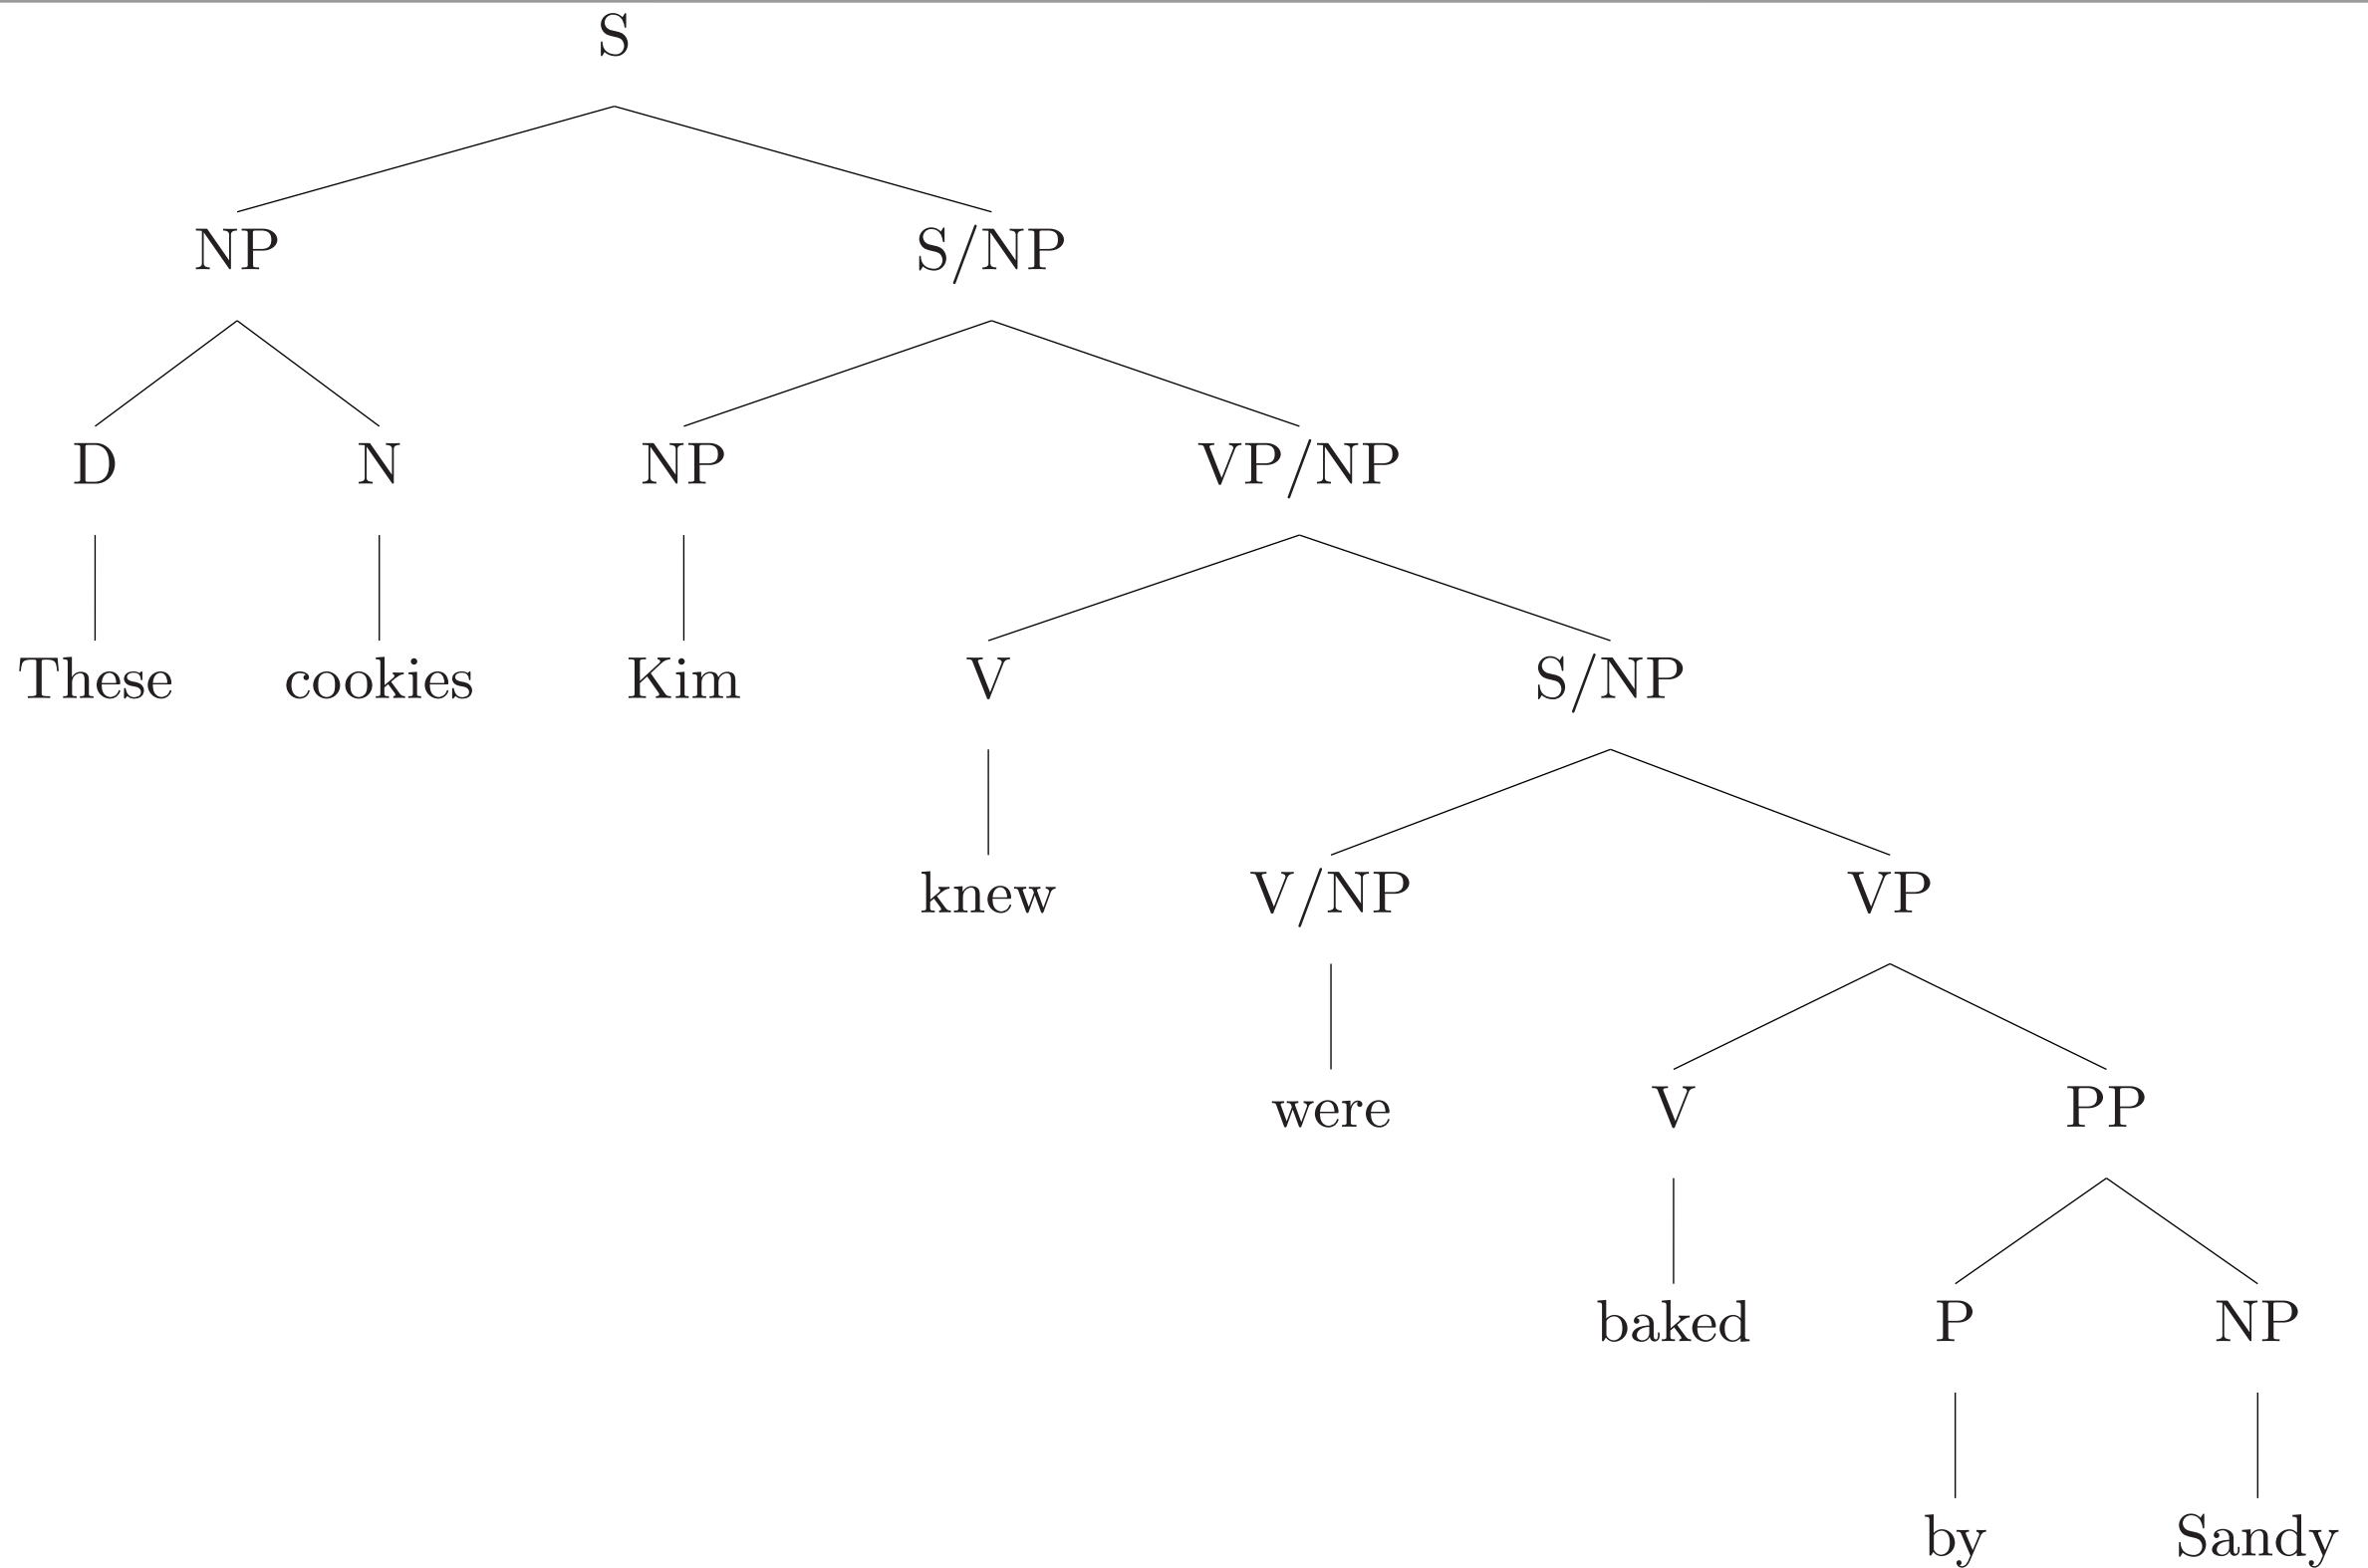 S
NP S/NP
D N NP VP/NP
These cookies Kim V S/NP
knew V/NP VP
were V PP
baked P NP
by Sandy